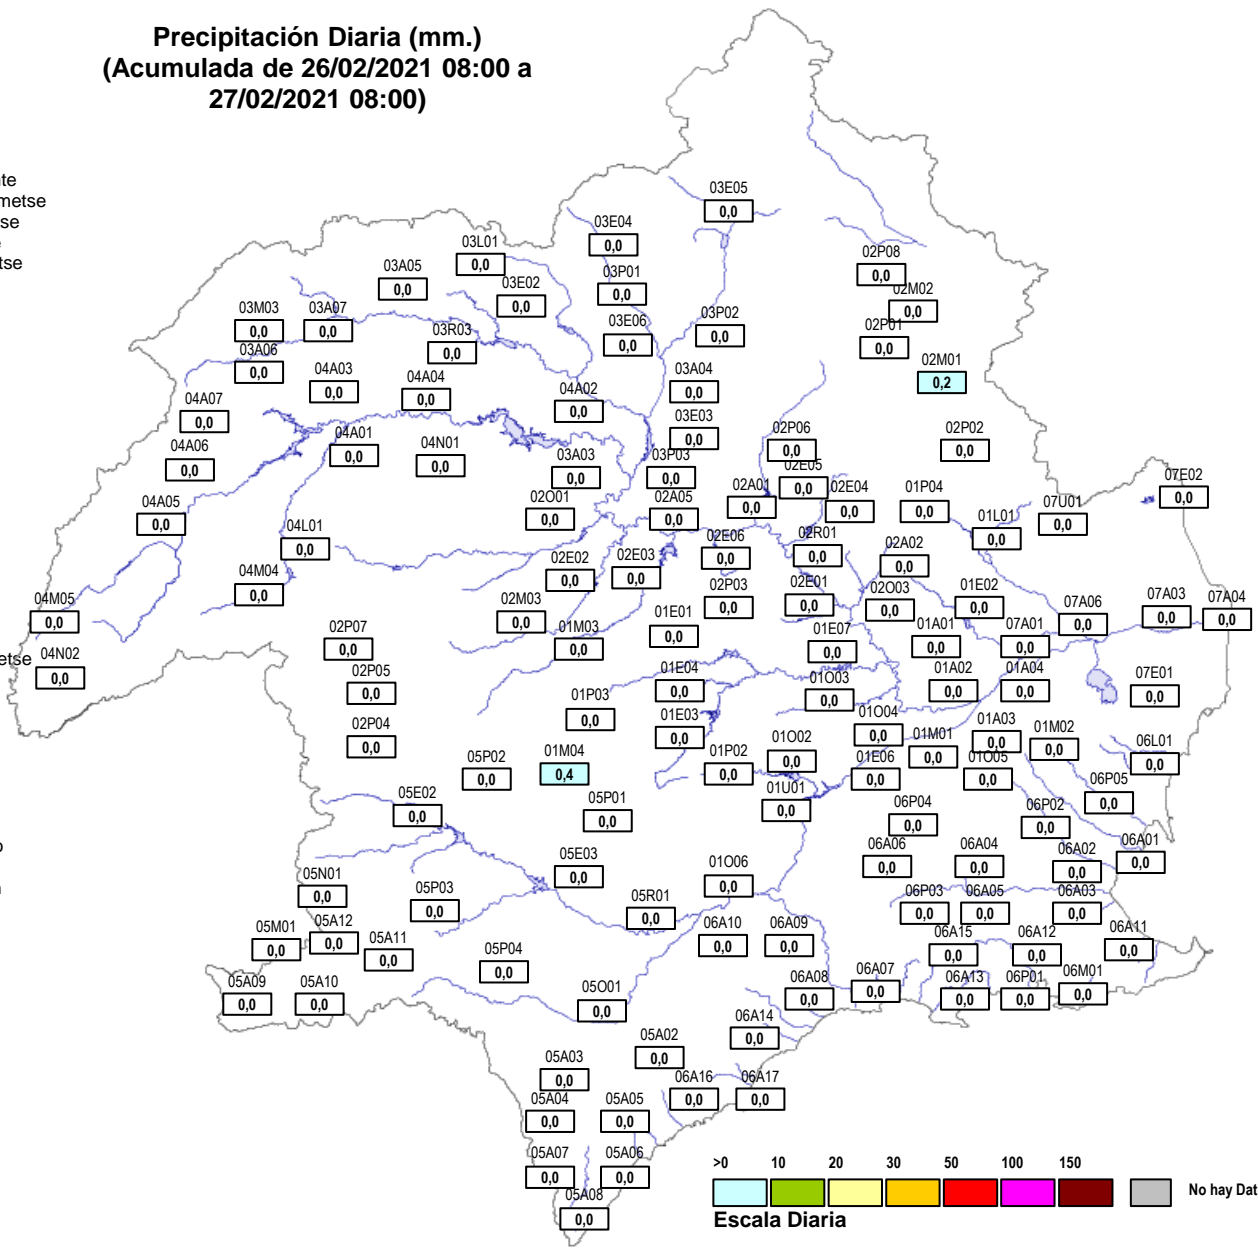 Precipitación Diaria (mm.)
(Acumulada de 26/02/2021 08:00 a
27/02/2021 08:00)
te
metse
se
tse
etse
03E05
0,0
03E04
0,0
03L01
0,0
02P08
0,0
03A05
0,0
03P01
0,0
03E02
0,0
02M02
0,0
03M03
0,0
03A07
0,0
03P02
0,0
03E06
0,0
03R03
0,0
02P01
0,0
03A06
0,0
02M01
0,2
04A03
0,0
04A04
0,0
03A04
0,0
04A02
0,0
04A07
0,0
03E03
0,0
04A01
0,0
04N01
0,0
02P06
0,0
02P02
0,0
04A06
0,0
03A03
0,0
03P03
0,0
02E05
0,0
07E02
0,0
02A01
0,0
02E04
0,0
01P04
0,0
04A05
0,0
02O01
0,0
02A05
0,0
07U01
0,0
01L01
0,0
04L01
0,0
02E06
0,0
02R01
0,0
02A02
0,0
02E02
0,0
02E03
0,0
04M04
0,0
02P03
0,0
02E01
0,0
02O03
0,0
01E02
0,0
04M05
0,0
02M03
0,0
07A06
0,0
07A03
0,0
07A04
0,0
01E01
0,0
02P07
0,0
01M03
0,0
01E07
0,0
01A01
0,0
07A01
0,0
04N02
0,0
02P05
0,0
01E04
0,0
01O03
0,0
01A02
0,0
01A04
0,0
07E01
0,0
01P03
0,0
02P04
0,0
01E03
0,0
01O04
0,0
01A03
0,0
01M02
0,0
01M01
0,0
05P02
0,0
01M04
0,4
01P02
0,0
01O02
0,0
01E06
0,0
01O05
0,0
06L01
0,0
05E02
0,0
05P01
0,0
01U01
0,0
06P04
0,0
06P02
0,0
06P05
0,0
05E03
0,0
01O06
0,0
06A06
0,0
06A04
0,0
06A02
0,0
06A01
0,0
05N01
0,0
05P03
0,0
05R01
0,0
06P03
0,0
06A05
0,0
06A03
0,0
05M01
0,0
05A12
0,0
05A11
0,0
06A10
0,0
06A09
0,0
06A15
0,0
06A12
0,0
06A11
0,0
05P04
0,0
05A09
0,0
05A10
0,0
05O01
0,0
06A08
0,0
06A07
0,0
06A13
0,0
06P01
0,0
06M01
0,0
06A14
0,0
05A02
0,0
05A03
0,0
06A16
0,0
06A17
0,0
05A04
0,0
05A05
0,0
05A07
0,0
05A06
0,0
05A08
0,0
>0 10 20 30 50 100 150
No hay Dat
Escala Diaria